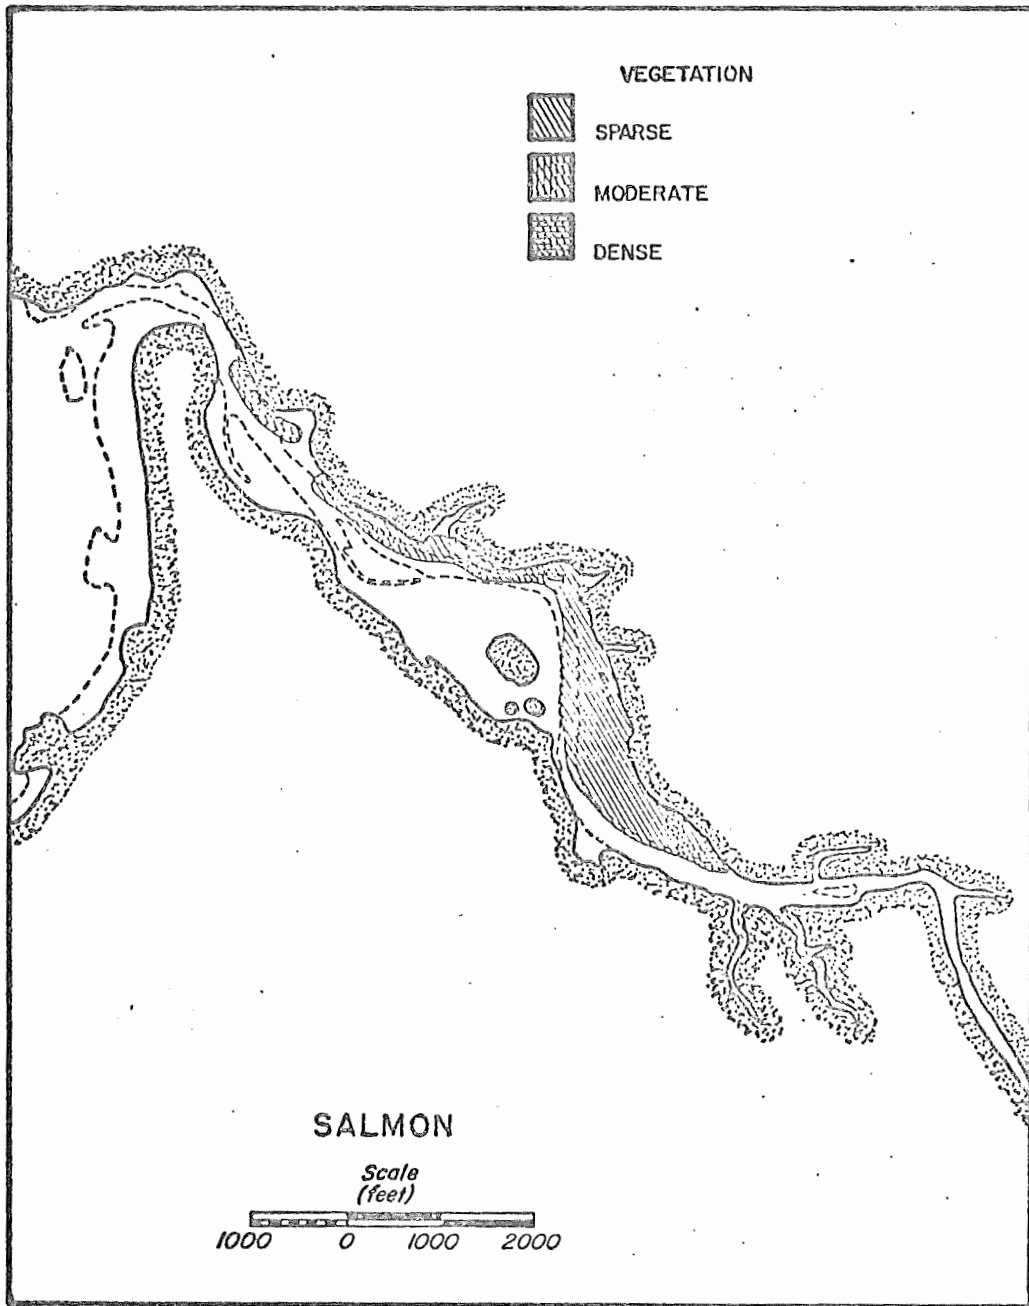 VEGETATION
SPARSE
MODERATE
DENSE
SALMON
Scale
(feet)
1000 0 1000 2000